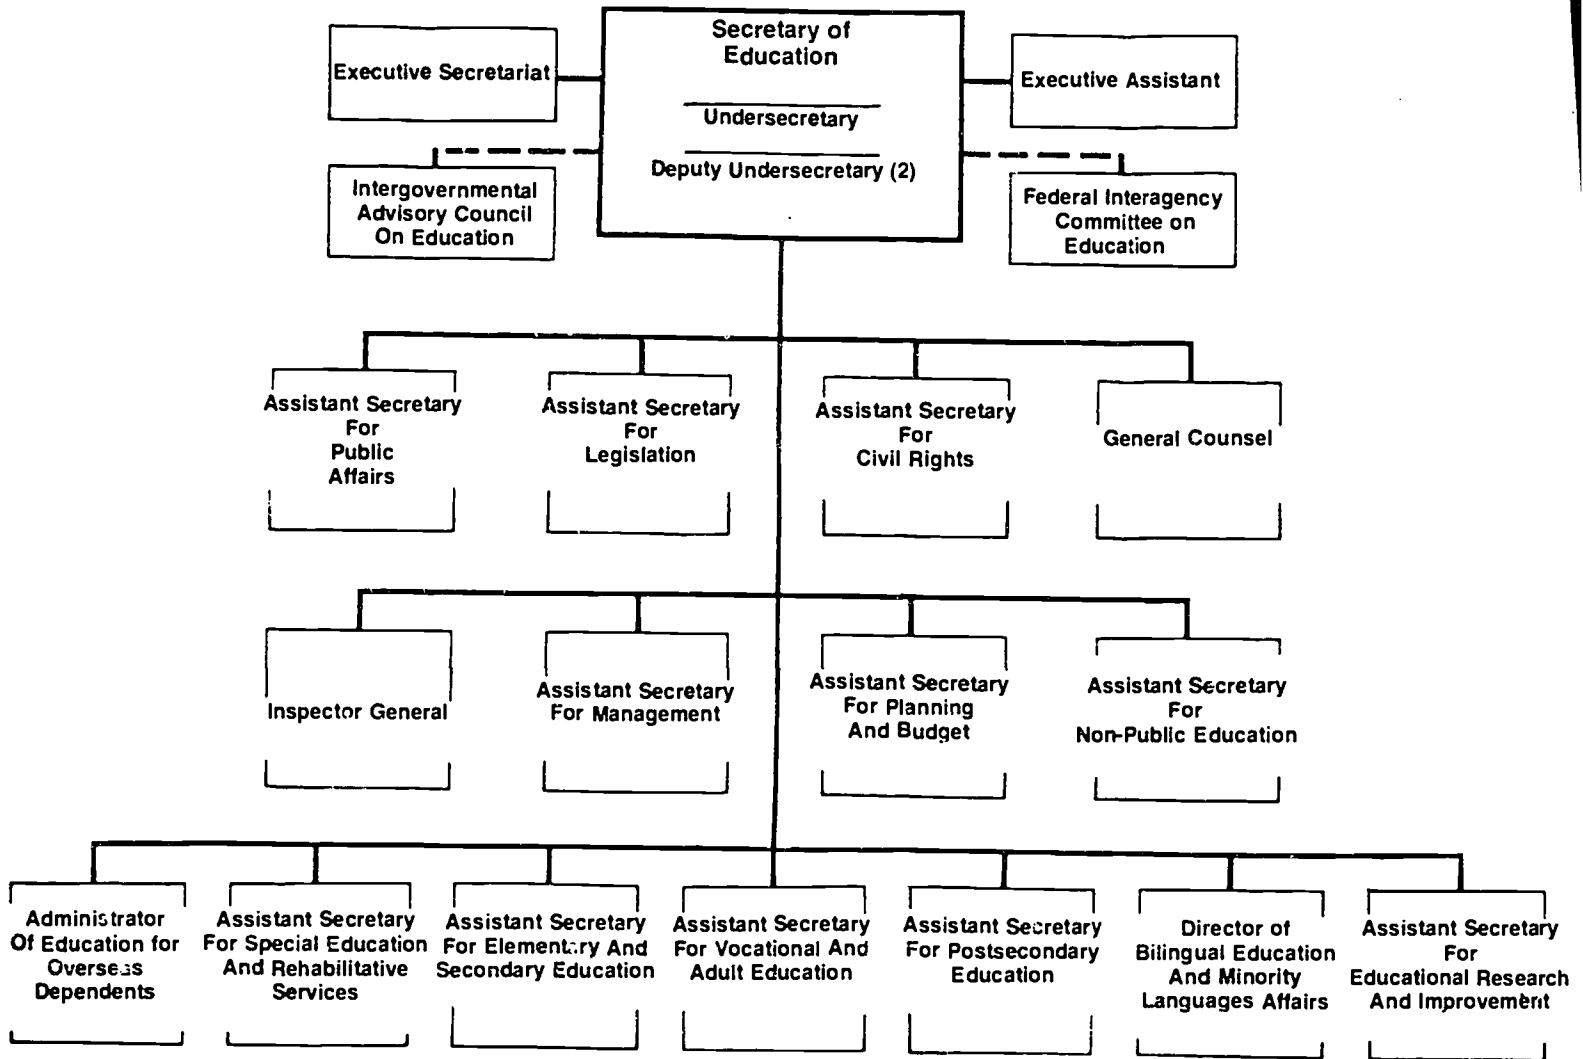 Secretary of
Education
Undersecretary
Deputy Undersecretary (2)
Executive Secretariat
Executive Assistant
Intergovernmental
Advisory Council
On Education
Federal Interagency
Committee on
Education
Assistant Secretary
For
Public
Affairs
Assistant Secretary
For
Legislation
Assistant Secretary
For
Civil Rights
General Counsel
Inspector General
Assistant Secretary
For Management
Assistant Secretary
For Planning
And Budget
Assistant Secretary
For
Non-Public Education
Administrator
Of Education for
Overseas
Dependents
Assistant Secretary
For Special Education
And Rehabilitative
Services
Assistant Secretary
For Elementary And
Secondary Education
Assistant Secretary
For Vocational And
Adult Education
Assistant Secretary
For Postsecondary
Education
Director of
Bilingual Education
And Minority
Languages Affairs
Assistant Secretary
For
Educational Research
And Improvement